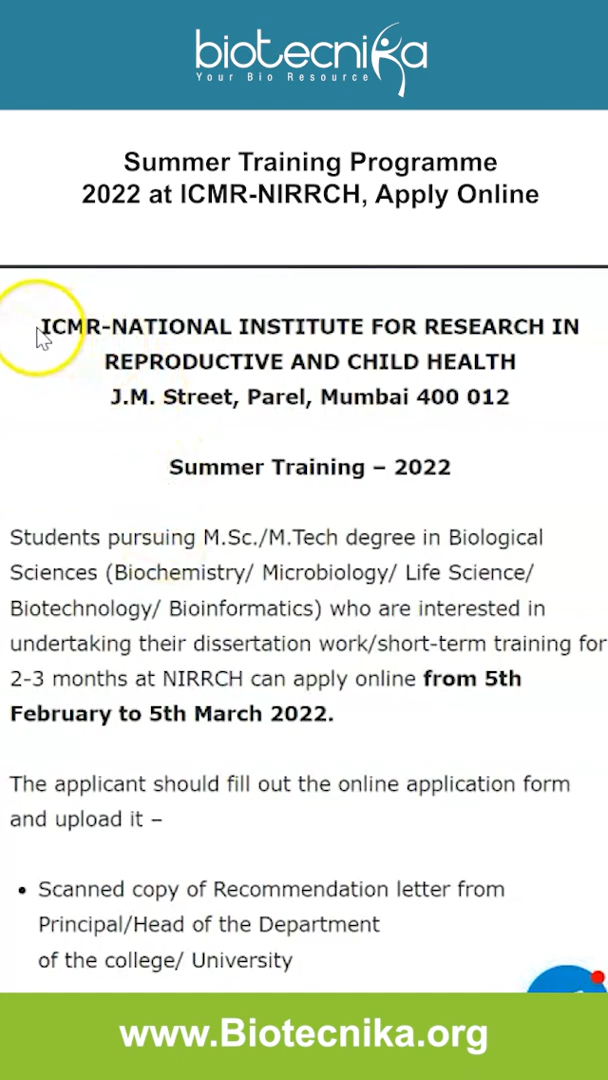 biotecnika
Your Bio Resource
Summer Training Programme
2022 at ICMR-NIRRCH, Apply Online
ICMR-NATIONAL INSTITUTE FOR RESEARCH IN
REPRODUCTIVE AND CHILD HEALTH
J.M. Street, Parel, Mumbai 400 012
Summer Training – 2022
Students pursuing M.Sc./M.Tech degree in Biological
Sciences (Biochemistry/ Microbiology/ Life Science/
Biotechnology/ Bioinformatics) who are interested in
undertaking their dissertation work/short-term training for
2-3 months at NIRRCH can apply online from 5th
February to 5th March 2022.
The applicant should fill out the online application form
and upload it –
• Scanned copy of Recommendation letter from
Principal/Head of the Department
of the college/ University
www.Biotecnika.org